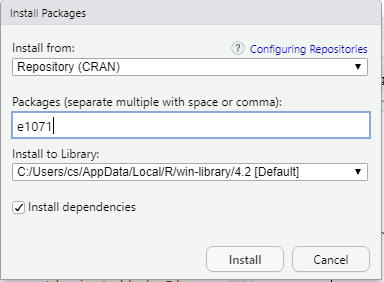 Install Packages
Install from:
? Configuring Repositories
Repository (CRAN)
Packages (separate multiple with space or comma):
e1071
Install to Library:
C:/Users/cs/AppData/Local/R/win-library/4.2 [Default]
Install dependencies
Install
Cancel